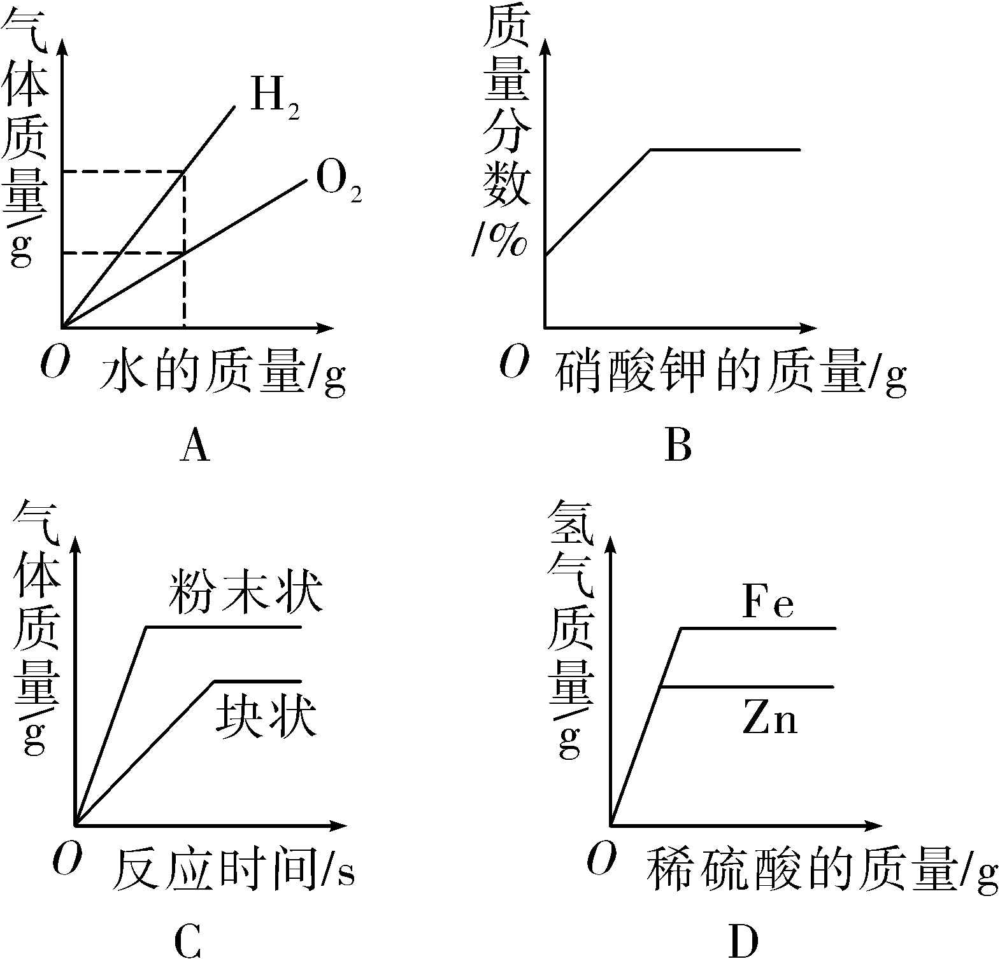 气体质量/g
H₂
O₂
O
水的质量/g
A
质量分数/%
O
硝酸钾的质量/g
B
气体质量/g
粉末状
块状
O
反应时间/s
C
氢气质量/g
Fe
Zn
O
稀硫酸的质量/g
D